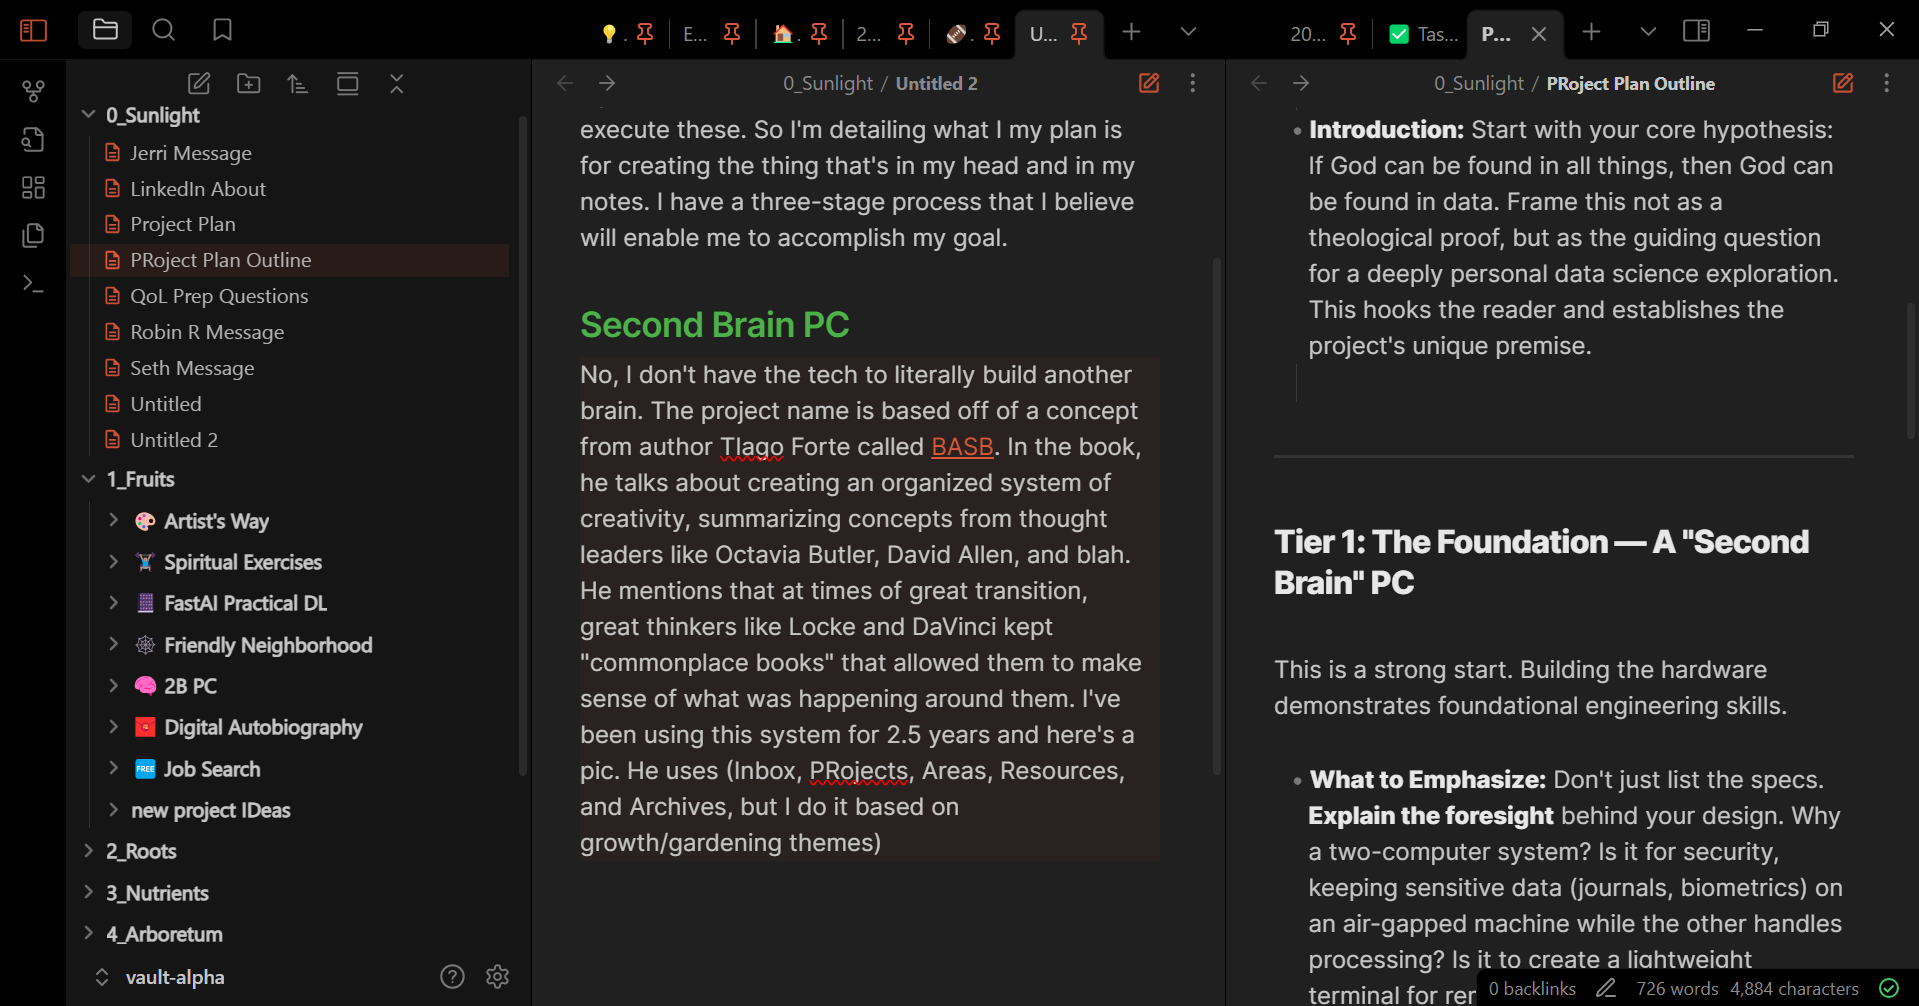 E...
2...
U...
20...
Tas...
P...
0_Sunlight
Jerri Message
LinkedIn About
Project Plan
PRoject Plan Outline
QoL Prep Questions
Robin R Message
Seth Message
Untitled
Untitled 2
1_Fruits
Artist's Way
Spiritual Exercises
FastAI Practical DL
Friendly Neighborhood
2B PC
Digital Autobiography
FREE Job Search
new project IDeas
2_Roots
3_Nutrients
4_Arboretum
vault-alpha
0_Sunlight / Untitled 2
execute these. So I'm detailing what I my plan is
for creating the thing that's in my head and in my
notes. I have a three-stage process that I believe
will enable me to accomplish my goal.
Second Brain PC
No, I don't have the tech to literally build another
brain. The project name is based off of a concept
from author TIago Forte called BASB. In the book,
he talks about creating an organized system of
creativity, summarizing concepts from thought
leaders like Octavia Butler, David Allen, and blah.
He mentions that at times of great transition,
great thinkers like Locke and DaVinci kept
"commonplace books" that allowed them to make
sense of what was happening around them. I've
been using this system for 2.5 years and here's a
pic. He uses (Inbox, PRojects, Areas, Resources,
and Archives, but I do it based on
growth/gardening themes)
0_Sunlight / PRoject Plan Outline
• Introduction: Start with your core hypothesis:
If God can be found in all things, then God can
be found in data. Frame this not as a
theological proof, but as the guiding question
for a deeply personal data science exploration.
This hooks the reader and establishes the
project's unique premise.
Tier 1: The Foundation — A "Second
Brain" PC
This is a strong start. Building the hardware
demonstrates foundational engineering skills.
• What to Emphasize: Don't just list the specs.
Explain the foresight behind your design. Why
a two-computer system? Is it for security,
keeping sensitive data (journals, biometrics) on
an air-gapped machine while the other handles
processing? Is it to create a lightweight
terminal for
0 backlinks
726 words
4,884 characters